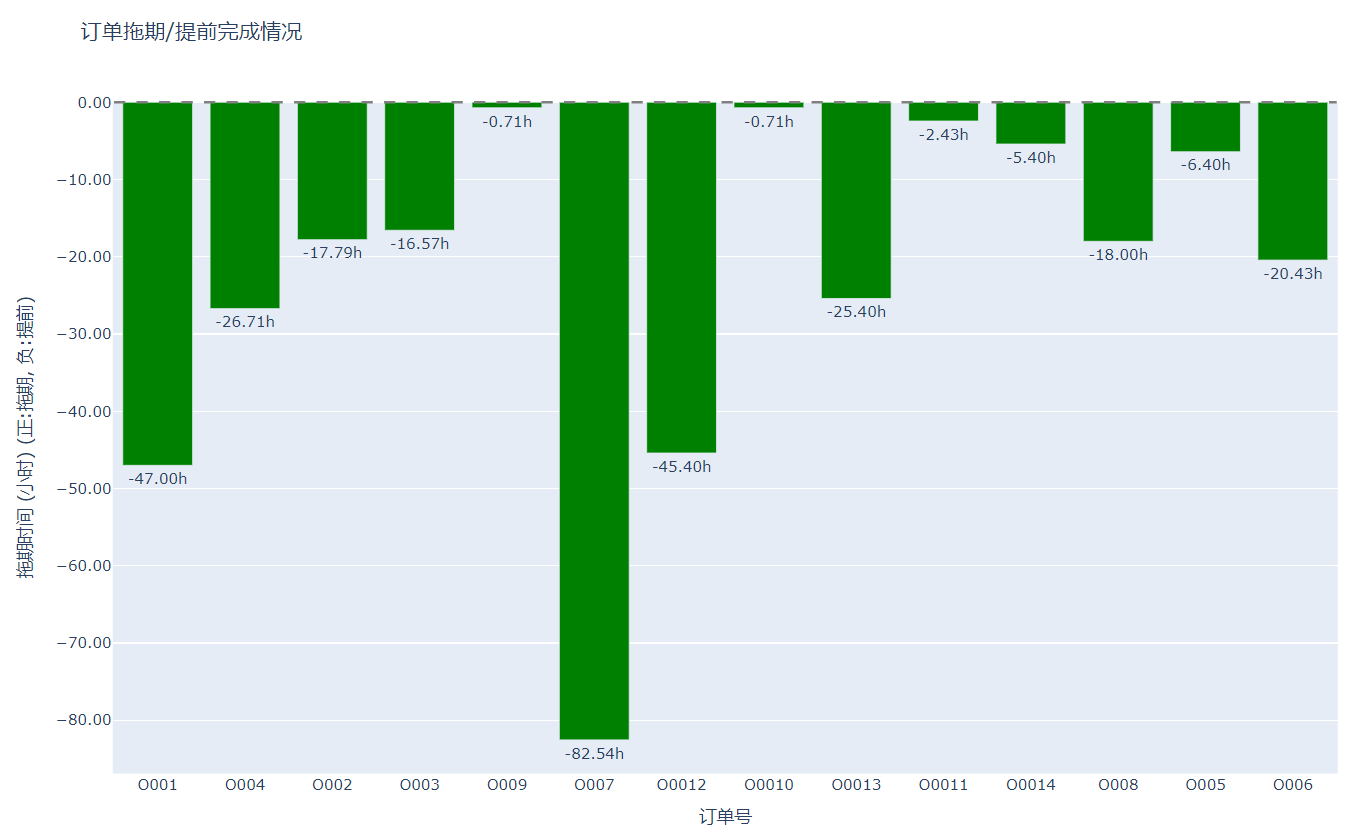 订单拖期/提前完成情况
0.00
−10.00
−20.00
−30.00
−40.00
−50.00
−60.00
−70.00
−80.00
拖期时间 (小时) (正:拖期, 负:提前)
-47.00h
-26.71h
-17.79h
-16.57h
-0.71h
-82.54h
-45.40h
-0.71h
-25.40h
-2.43h
-5.40h
-18.00h
-6.40h
-20.43h
O001
O004
O002
O003
O009
O007
O0012
O0010
O0013
O0011
O0014
O008
O005
O006
订单号